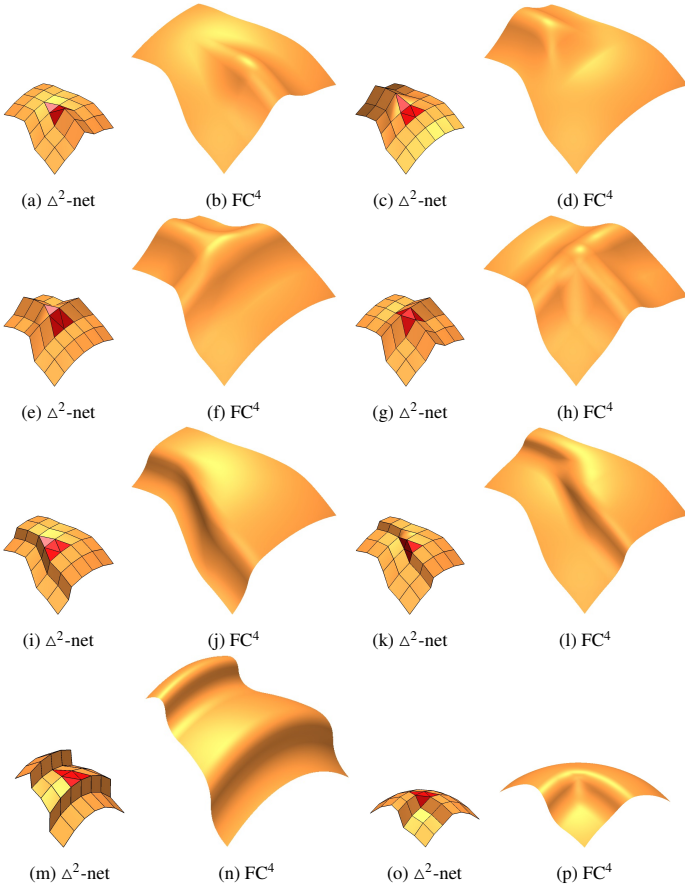 (a) △²-net (b) FC⁴ (c) △²-net (d) FC⁴
(e) △²-net (f) FC⁴ (g) △²-net (h) FC⁴
(i) △²-net (j) FC⁴ (k) △²-net (l) FC⁴
(m) △²-net (n) FC⁴ (o) △²-net (p) FC⁴